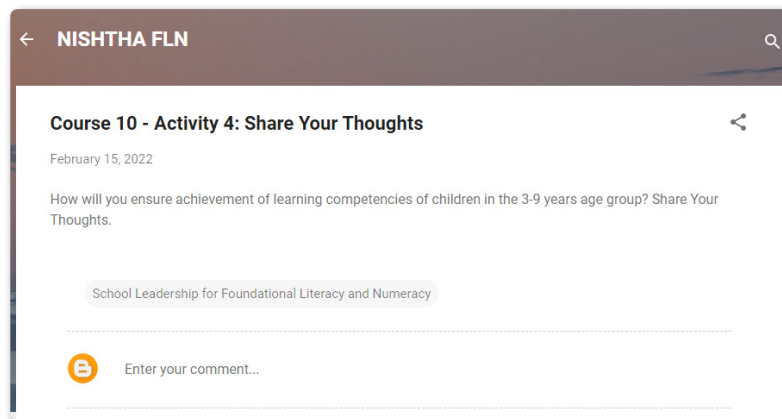 NISHTHA FLN
Course 10 - Activity 4: Share Your Thoughts
February 15, 2022
How will you ensure achievement of learning competencies of children in the 3-9 years age group? Share Your
Thoughts.
School Leadership for Foundational Literacy and Numeracy
Enter your comment...